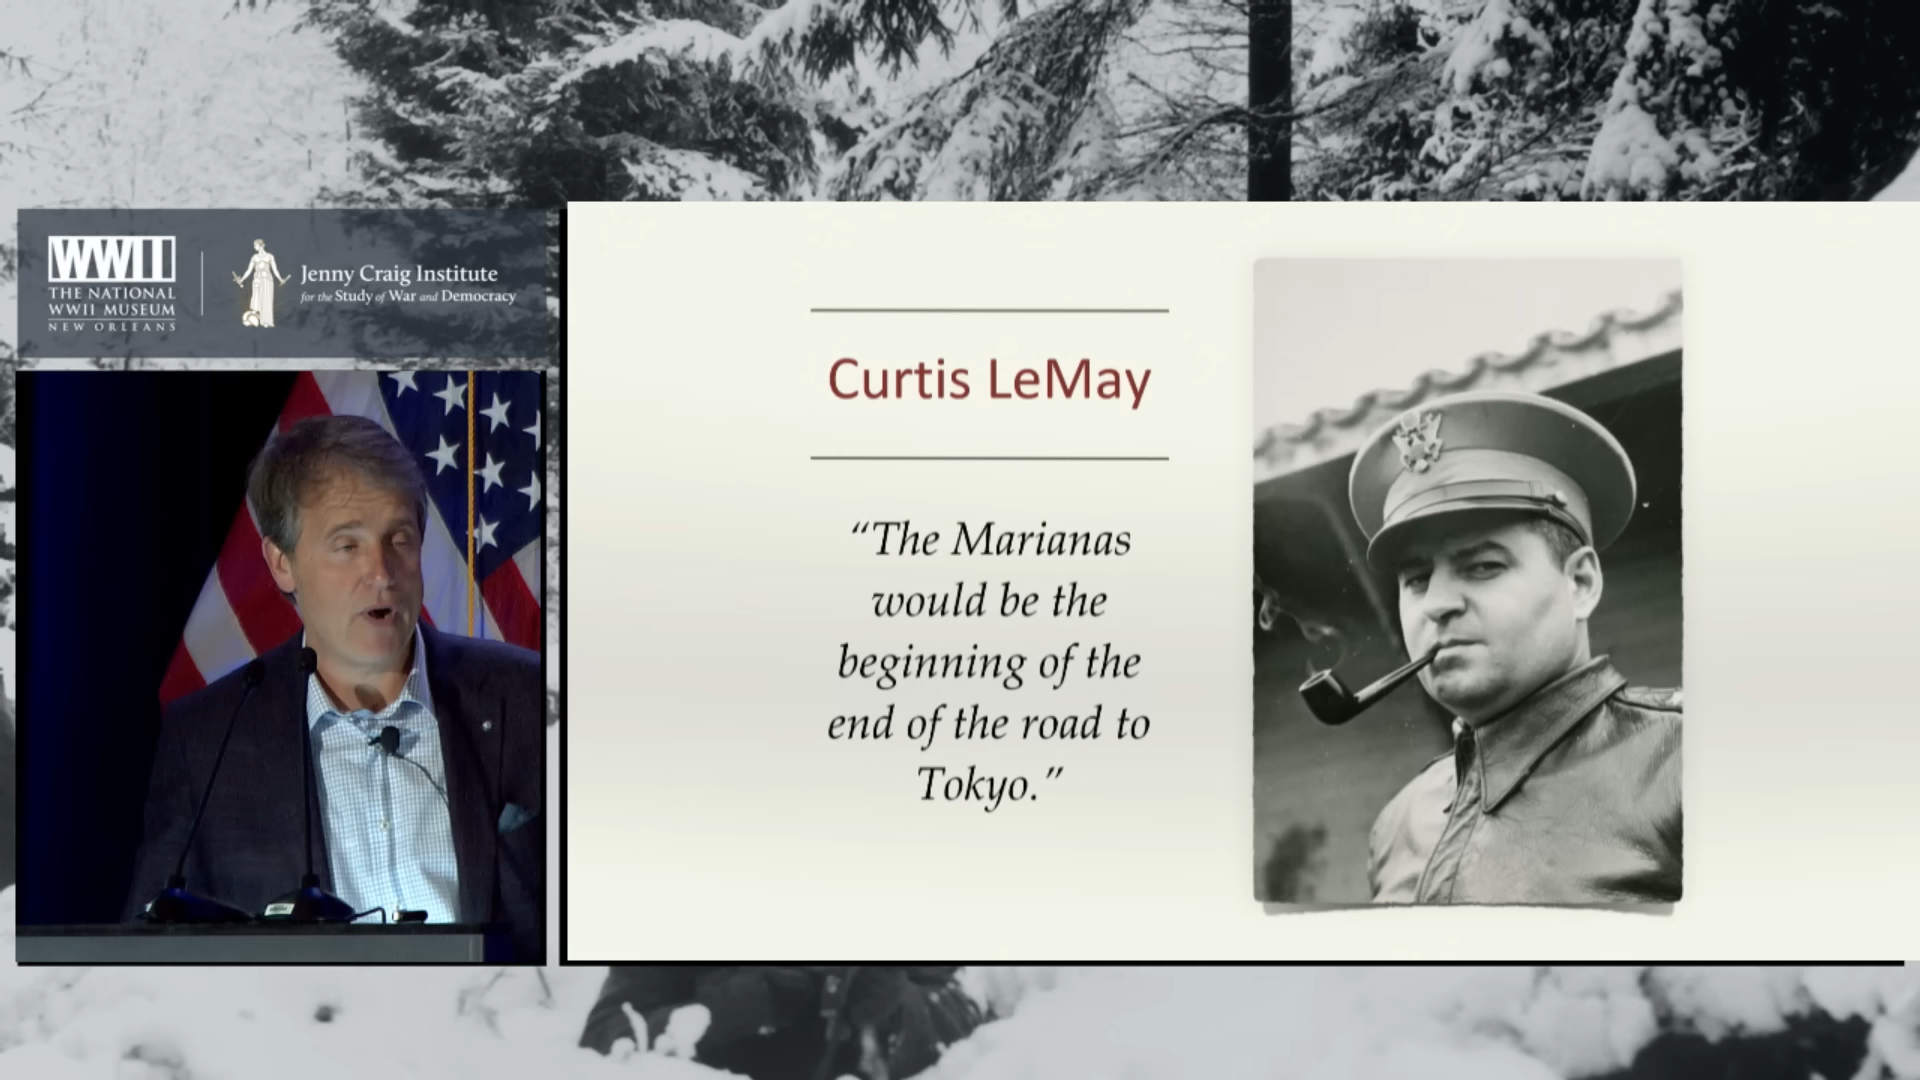 WWII
THE NATIONAL
WWII MUSEUM
NEW ORLEANS
Jenny Craig Institute
for the Study of War and Democracy
Curtis LeMay
“The Marianas
would be the
beginning of the
end of the road to
Tokyo.”